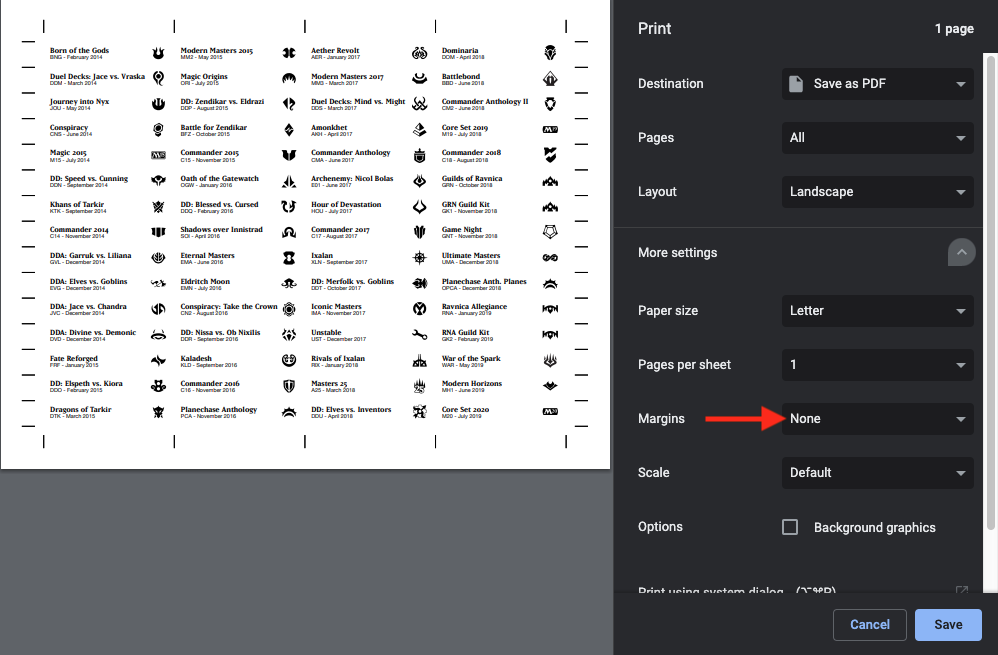 Born of the Gods
BNG - February 2014
Duel Decks: Jace vs. Vraska
DDM - March 2014
Journey into Nyx
JOU - May 2014
Conspiracy
CNS - June 2014
Magic 2015
M15 - July 2014
DD: Speed vs. Cunning
DDN - September 2014
Khans of Tarkir
KTK - September 2014
Commander 2014
C14 - November 2014
DDA: Garruk vs. Liliana
GVL - December 2014
DDA: Elves vs. Goblins
EVG - December 2014
DDA: Jace vs. Chandra
JVC - December 2014
DDA: Divine vs. Demonic
DVD - December 2014
Fate Reforged
FRF - January 2015
DD: Elspeth vs. Kiora
DDO - February 2015
Dragons of Tarkir
DTK - March 2015
Modern Masters 2015
MM2 - May 2015
Magic Origins
ORI - July 2015
DD: Zendikar vs. Eldrazi
DDP - August 2015
Battle for Zendikar
BFZ - October 2015
Commander 2015
C15 - November 2015
Oath of the Gatewatch
OGW - January 2016
DD: Blessed vs. Cursed
DDQ - February 2016
Shadows over Innistrad
SOI - April 2016
Eternal Masters
EMA - June 2016
Eldritch Moon
EMN - July 2016
Conspiracy: Take the Crown
CN2 - August 2016
DD: Nissa vs. Ob Nixilis
DDR - September 2016
Kaladesh
KLD - September 2016
Commander 2016
C16 - November 2016
Planechase Anthology
PCA - November 2016
Aether Revolt
AER - January 2017
Modern Masters 2017
MM3 - March 2017
Duel Decks: Mind vs. Might
DDS - March 2017
Amonkhet
AKH - April 2017
Commander Anthology
CMA - June 2017
Archenemy: Nicol Bolas
E01 - June 2017
Hour of Devastation
HOU - July 2017
Commander 2017
C17 - August 2017
Ixalan
XLN - September 2017
DD: Merfolk vs. Goblins
DDT - October 2017
Iconic Masters
IMA - November 2017
Unstable
UST - December 2017
Rivals of Ixalan
RIX - January 2018
Masters 25
A25 - March 2018
DD: Elves vs. Inventors
DDU - April 2018
Dominaria
DOM - April 2018
Battlebond
BBD - June 2018
Commander Anthology II
CM2 - June 2018
Core Set 2019
M19 - July 2018
Commander 2018
C18 - August 2018
Guilds of Ravnica
GRN - October 2018
GRN Guild Kit
GK1 - November 2018
Game Night
GNT - November 2018
Ultimate Masters
UMA - December 2018
Planechase Anth. Planes
OPCA - December 2018
Ravnica Allegiance
RNA - January 2019
RNA Guild Kit
GK2 - February 2019
War of the Spark
WAR - May 2019
Modern Horizons
MH1 - June 2019
Core Set 2020
M20 - July 2019
Print
1 page
Destination
Save as PDF
Pages
All
Layout
Landscape
More settings
Paper size
Letter
Pages per sheet
1
Margins
None
Scale
Default
Options
Background graphics
Print using system dialog... (⌥⌘P)
Cancel
Save